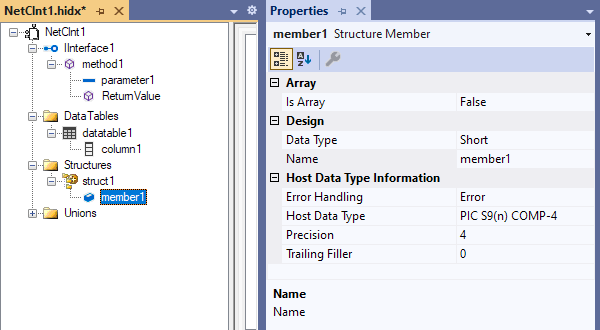 NetClnt1.hidx*
NetClnt1
IInterface1
method1
parameter1
ReturnValue
DataTables
datatable1
column1
Structures
struct1
member1
Unions
Properties
member1 Structure Member
Array
Is Array False
Design
Data Type Short
Name member1
Host Data Type Information
Error Handling Error
Host Data Type PIC S9(n) COMP-4
Precision 4
Trailing Filler 0
Name
Name